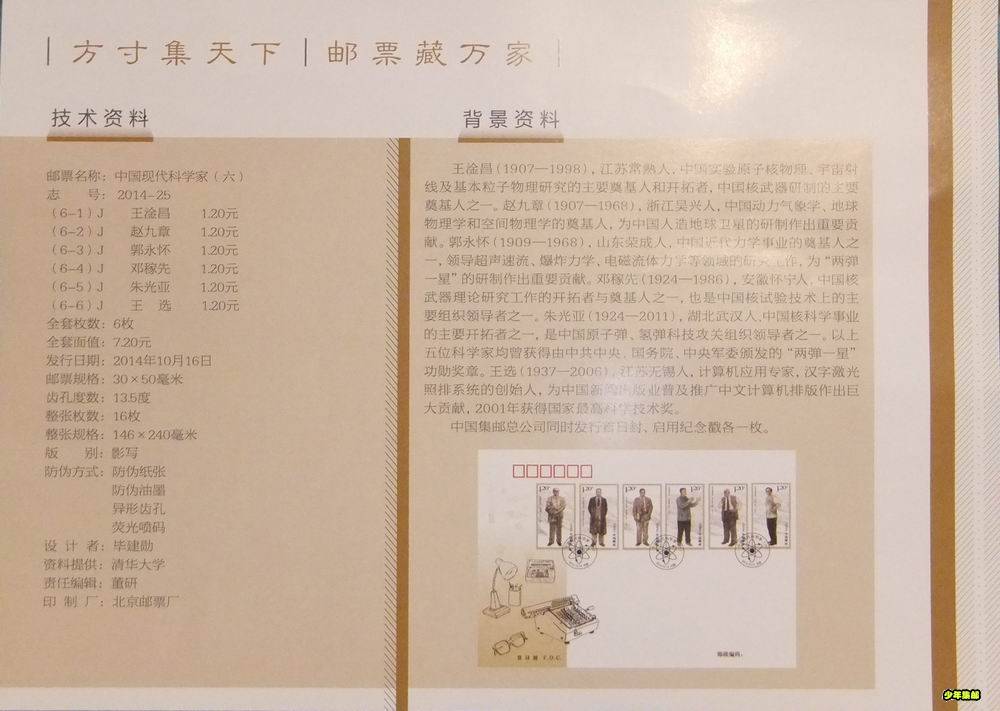 方寸集天下 邮票藏万家
技术资料
邮票名称：中国现代科学家（六）
志　　号：2014-25
（6-1）J　王淦昌　1.20元
（6-2）J　赵九章　1.20元
（6-3）J　郭永怀　1.20元
（6-4）J　邓稼先　1.20元
（6-5）J　朱光亚　1.20元
（6-6）J　王　选　1.20元
全套枚数：6枚
全套面值：7.20元
发行日期：2014年10月16日
邮票规格：30×50毫米
齿孔度数：13.5度
整张枚数：16枚
整张规格：146×240毫米
版　　别：影写
防伪方式：防伪纸张
防伪油墨
异形齿孔
荧光喷码
设 计 者：毕建勋
资料提供：清华大学
责任编辑：董研
印 制 厂：北京邮票厂
背景资料
王淦昌（1907—1998），江苏常熟人，中国实验原子核物理、宇宙射
线及基本粒子物理研究的主要奠基人和开拓者，中国核武器研制的主要
奠基人之一。赵九章（1907—1968），浙江吴兴人，中国动力气象学、地球
物理学和空间物理学的奠基人，为中国人造地球卫星的研制作出重要贡
献。郭永怀（1909—1968），山东荣成人，中国近代力学事业的奠基人之
一，领导超声速流、爆炸力学、电磁流体力学等领域的研究工作，为“两弹
一星”的研制作出重要贡献。邓稼先（1924—1986），安徽怀宁人，中国核
武器理论研究工作的开拓者与奠基人之一，也是中国核试验技术上的主
要组织领导者之一。朱光亚（1924—2011），湖北武汉人，中国核科学事业
的主要开拓者之一，是中国原子弹、氢弹科技攻关组织领导者之一。以上
五位科学家均曾获得由中共中央、国务院、中央军委颁发的“两弹一星”
功勋奖章。王选（1937—2006），江苏无锡人，计算机应用专家，汉字激光
照排系统的创始人，为中国新闻出版业普及推广中文计算机排版作出巨
大贡献，2001年获得国家最高科学技术奖。
中国集邮总公司同时发行首日封、启用纪念戳各一枚。
1.20 1.20 1.20 1.20 1.20 1.20
首日封 F.D.C.
邮政编码：
少年集邮